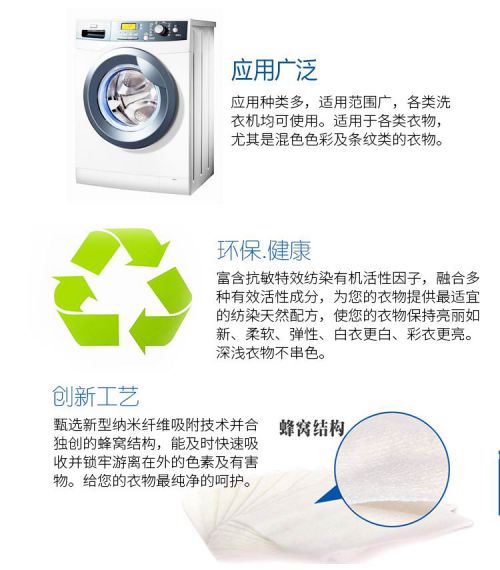 应用广泛
应用种类多，适用范围广，各类洗
衣机均可使用。适用于各类衣物，
尤其是混色色彩及条纹类的衣物。
环保.健康
富含抗敏特效纺染有机活性因子，融合多
种有效活性成分，为您的衣物提供最适宜
的纺染天然配方，使您的衣物保持亮丽如
新、柔软、弹性、白衣更白、彩衣更亮。
深浅衣物不串色。
创新工艺
甄选新型纳米纤维吸附技术并合
独创的蜂窝结构，能及时快速吸
收并锁牢游离在外的色素及有害
物。给您的衣物最纯净的呵护。
蜂窝结构